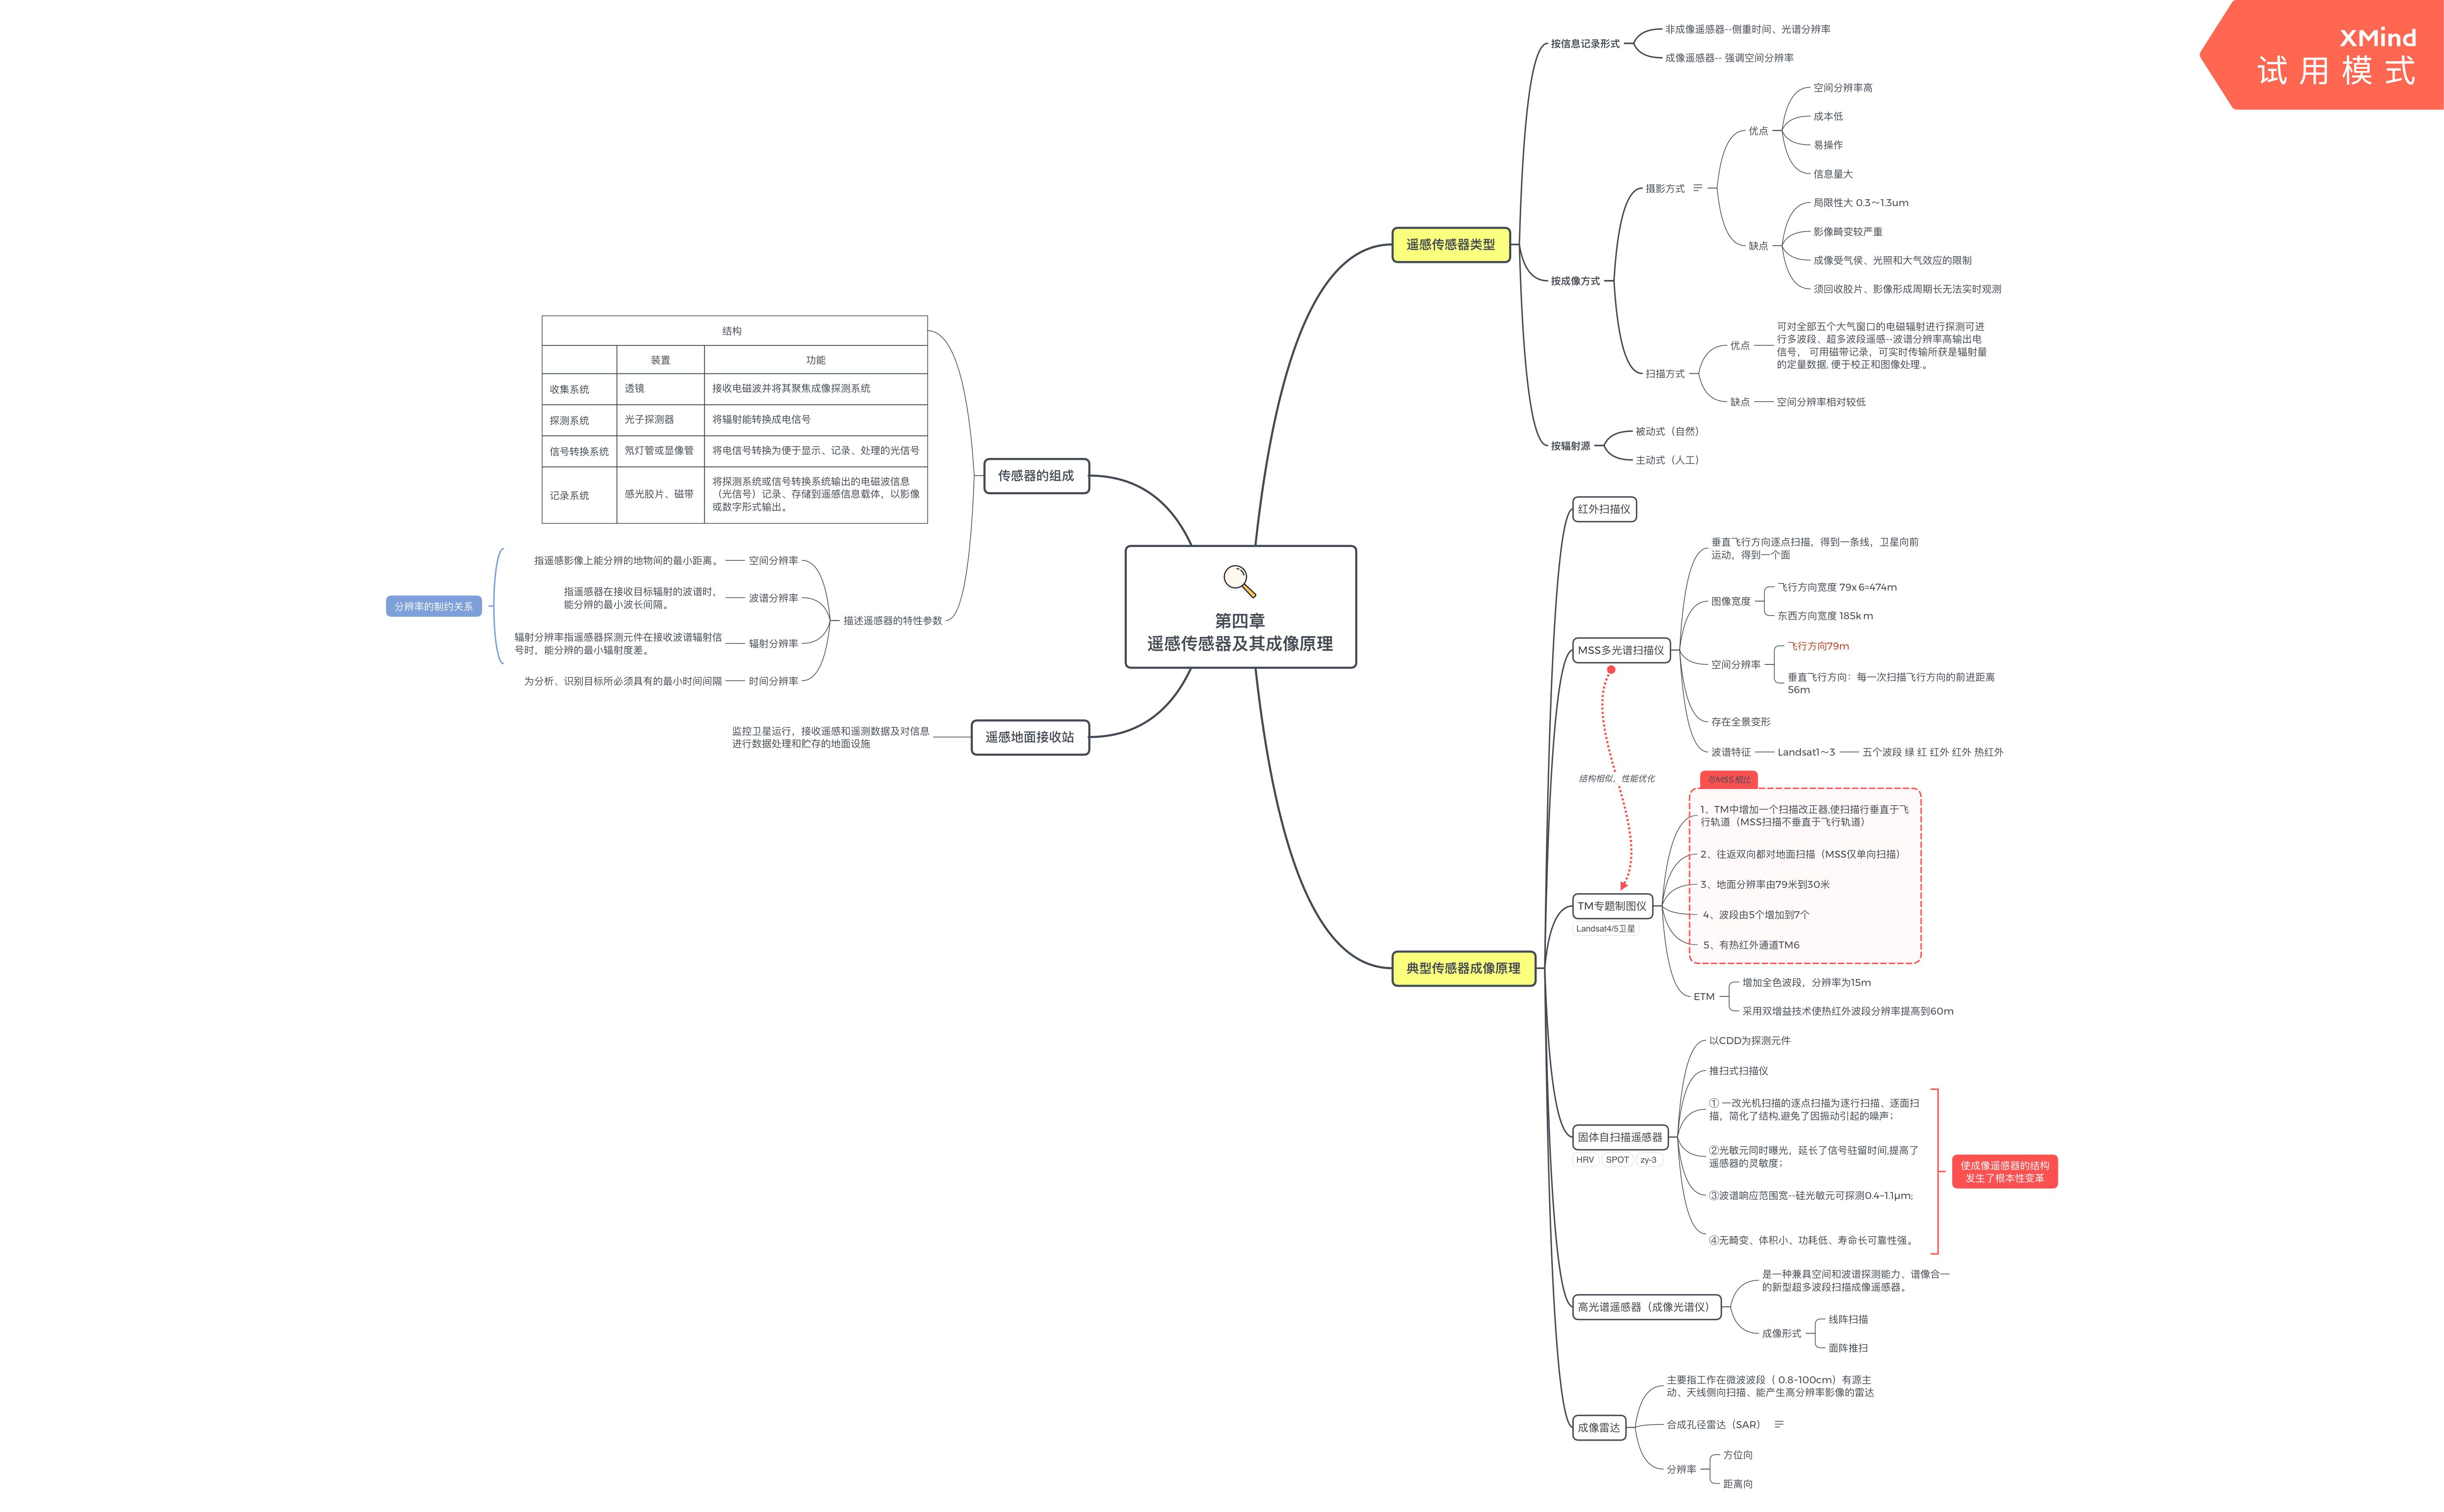 XMind
试用模式
第四章
遥感传感器及其成像原理
遥感传感器类型
按信息记录形式
非成像遥感器--侧重时间、光谱分辨率
成像遥感器-- 强调空间分辨率
按成像方式
摄影方式
优点
空间分辨率高
成本低
易操作
信息量大
缺点
局限性大 0.3～1.3um
影像畸变较严重
成像受气侯、光照和大气效应的限制
须回收胶片、影像形成周期长无法实时观测
扫描方式
优点
可对全部五个大气窗口的电磁辐射进行探测可进
行多波段、超多波段遥感--波谱分辨率高输出电
信号， 可用磁带记录，可实时传输所获是辐射量
的定量数据, 便于校正和图像处理.。
缺点
空间分辨率相对较低
按辐射源
被动式（自然）
主动式（人工）
典型传感器成像原理
红外扫描仪
MSS多光谱扫描仪
垂直飞行方向逐点扫描，得到一条线，卫星向前
运动，得到一个面
图像宽度
飞行方向宽度 79x 6=474m
东西方向宽度 185k m
空间分辨率
飞行方向79m
垂直飞行方向：每一次扫描飞行方向的前进距离
56m
存在全景变形
波谱特征
Landsat1～3
五个波段 绿 红 红外 红外 热红外
结构相似，性能优化
TM专题制图仪
Landsat4/5卫星
与MSS相比
1、TM中增加一个扫描改正器,使扫描行垂直于飞
行轨道（MSS扫描不垂直于飞行轨道）
2、往返双向都对地面扫描（MSS仅单向扫描）
3、地面分辨率由79米到30米
4、波段由5个增加到7个
5、有热红外通道TM6
ETM
增加全色波段，分辨率为15m
采用双增益技术使热红外波段分辨率提高到60m
固体自扫描遥感器
HRV
SPOT
zy-3
以CDD为探测元件
推扫式扫描仪
① 一改光机扫描的逐点扫描为逐行扫描、逐面扫
描，简化了结构,避免了因振动引起的噪声；
②光敏元同时曝光，延长了信号驻留时间,提高了
遥感器的灵敏度；
③波谱响应范围宽--硅光敏元可探测0.4~1.1μm;
④无畸变、体积小、功耗低、寿命长可靠性强。
使成像遥感器的结构
发生了根本性变革
高光谱遥感器（成像光谱仪）
是一种兼具空间和波谱探测能力、谱像合一
的新型超多波段扫描成像遥感器。
成像形式
线阵扫描
面阵推扫
成像雷达
主要指工作在微波波段（ 0.8~100cm）有源主
动、天线侧向扫描、能产生高分辨率影像的雷达
合成孔径雷达（SAR）
分辨率
方位向
距离向
传感器的组成
结构
装置
功能
收集系统
透镜
接收电磁波并将其聚焦成像探测系统
探测系统
光子探测器
将辐射能转换成电信号
信号转换系统
氖灯管或显像管
将电信号转换为便于显示、记录、处理的光信号
记录系统
感光胶片、磁带
将探测系统或信号转换系统输出的电磁波信息
（光信号）记录、存储到遥感信息载体，以影像
或数字形式输出。
描述遥感器的特性参数
空间分辨率
指遥感影像上能分辨的地物间的最小距离。
波谱分辨率
指遥感器在接收目标辐射的波谱时，
能分辨的最小波长间隔。
辐射分辨率
辐射分辨率指遥感器探测元件在接收波谱辐射信
号时，能分辨的最小辐射度差。
时间分辨率
为分析、识别目标所必须具有的最小时间间隔
分辨率的制约关系
遥感地面接收站
监控卫星运行，接收遥感和遥测数据及对信息
进行数据处理和贮存的地面设施